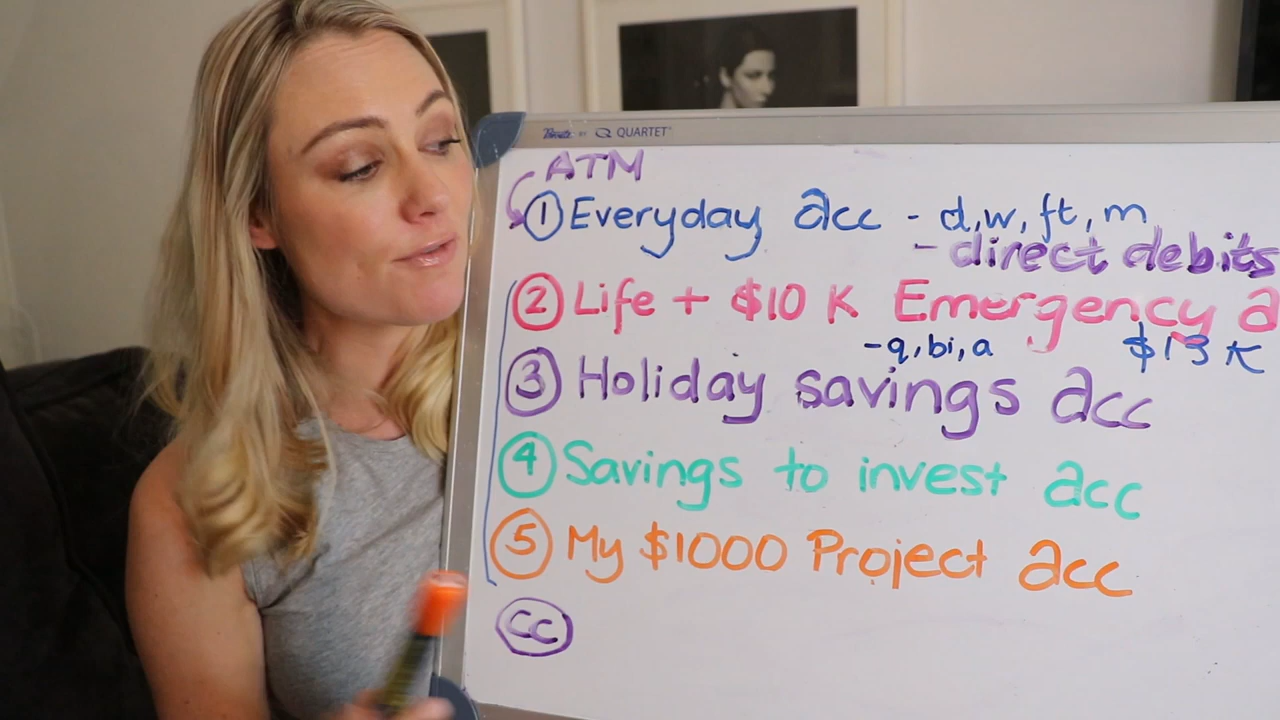 by Q QUARTET
ATM
1 Everyday acc - d, w, ft, m
- direct debits
2 Life + $10 K Emergency a
- q, bi, a $13 K
3 Holiday savings acc
4 Savings to invest acc
5 My $1000 Project acc
CC